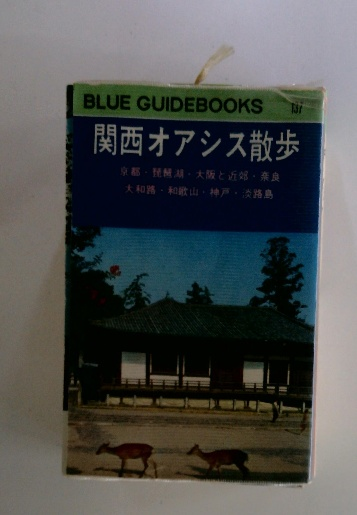 BLUE GUIDEBOOKS 137
関西オアシス散歩
京都・琵琶湖・大阪と近郊・奈良
大和路・和歌山・神戸・淡路島